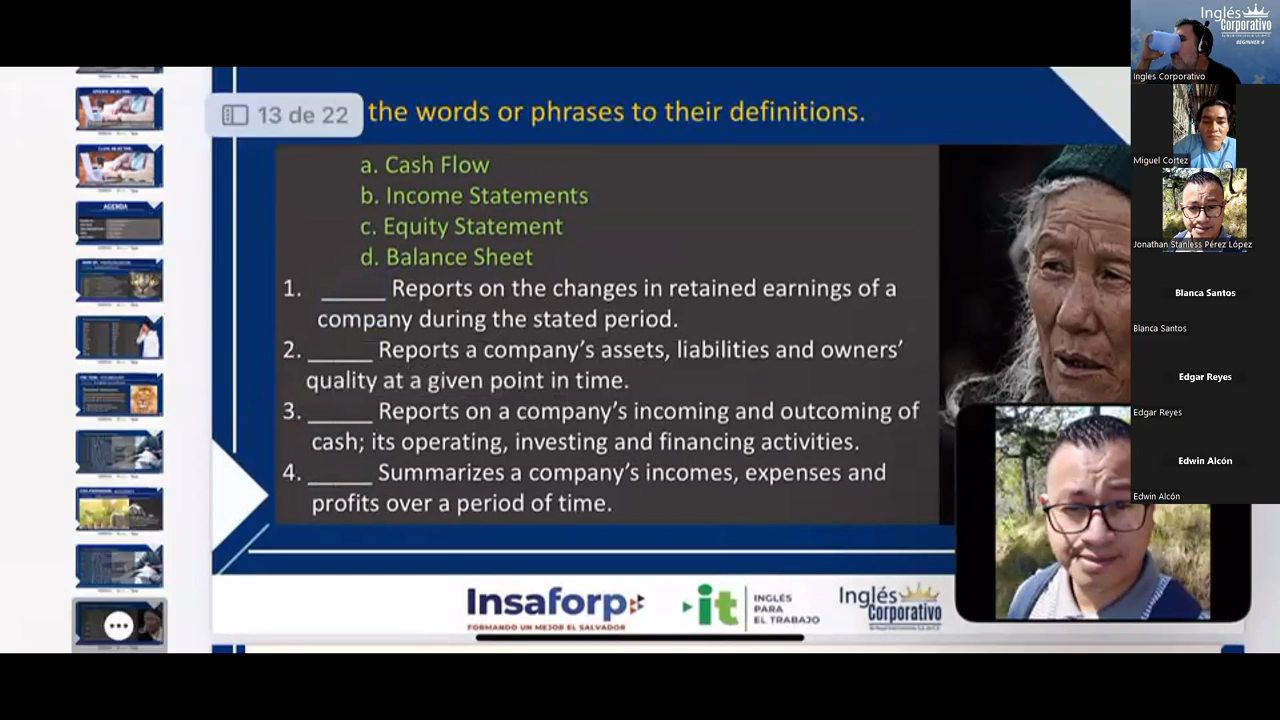 13 de 22
the words or phrases to their definitions.
a. Cash Flow
b. Income Statements
c. Equity Statement
d. Balance Sheet
1. _____ Reports on the changes in retained earnings of a
company during the stated period.
2. _____ Reports a company's assets, liabilities and owners'
quality at a given point in time.
3. _____ Reports on a company's incoming and outcoming of
cash; its operating, investing and financing activities.
4. _____ Summarizes a company's incomes, expenses and
profits over a period of time.
Insaforp
FORMANDO UN MEJOR EL SALVADOR
it
INGLÉS
PARA
EL TRABAJO
Inglés
Corporativo
AGENDA
Inglés
Corporativo
BEGINNER 4
Ingles Corporativo
Miguel Cortez
Jonathan Stanless Pérez López
Blanca Santos
Blanca Santos
Edgar Reyes
Edgar Reyes
Edwin Alcón
Edwin Alcón